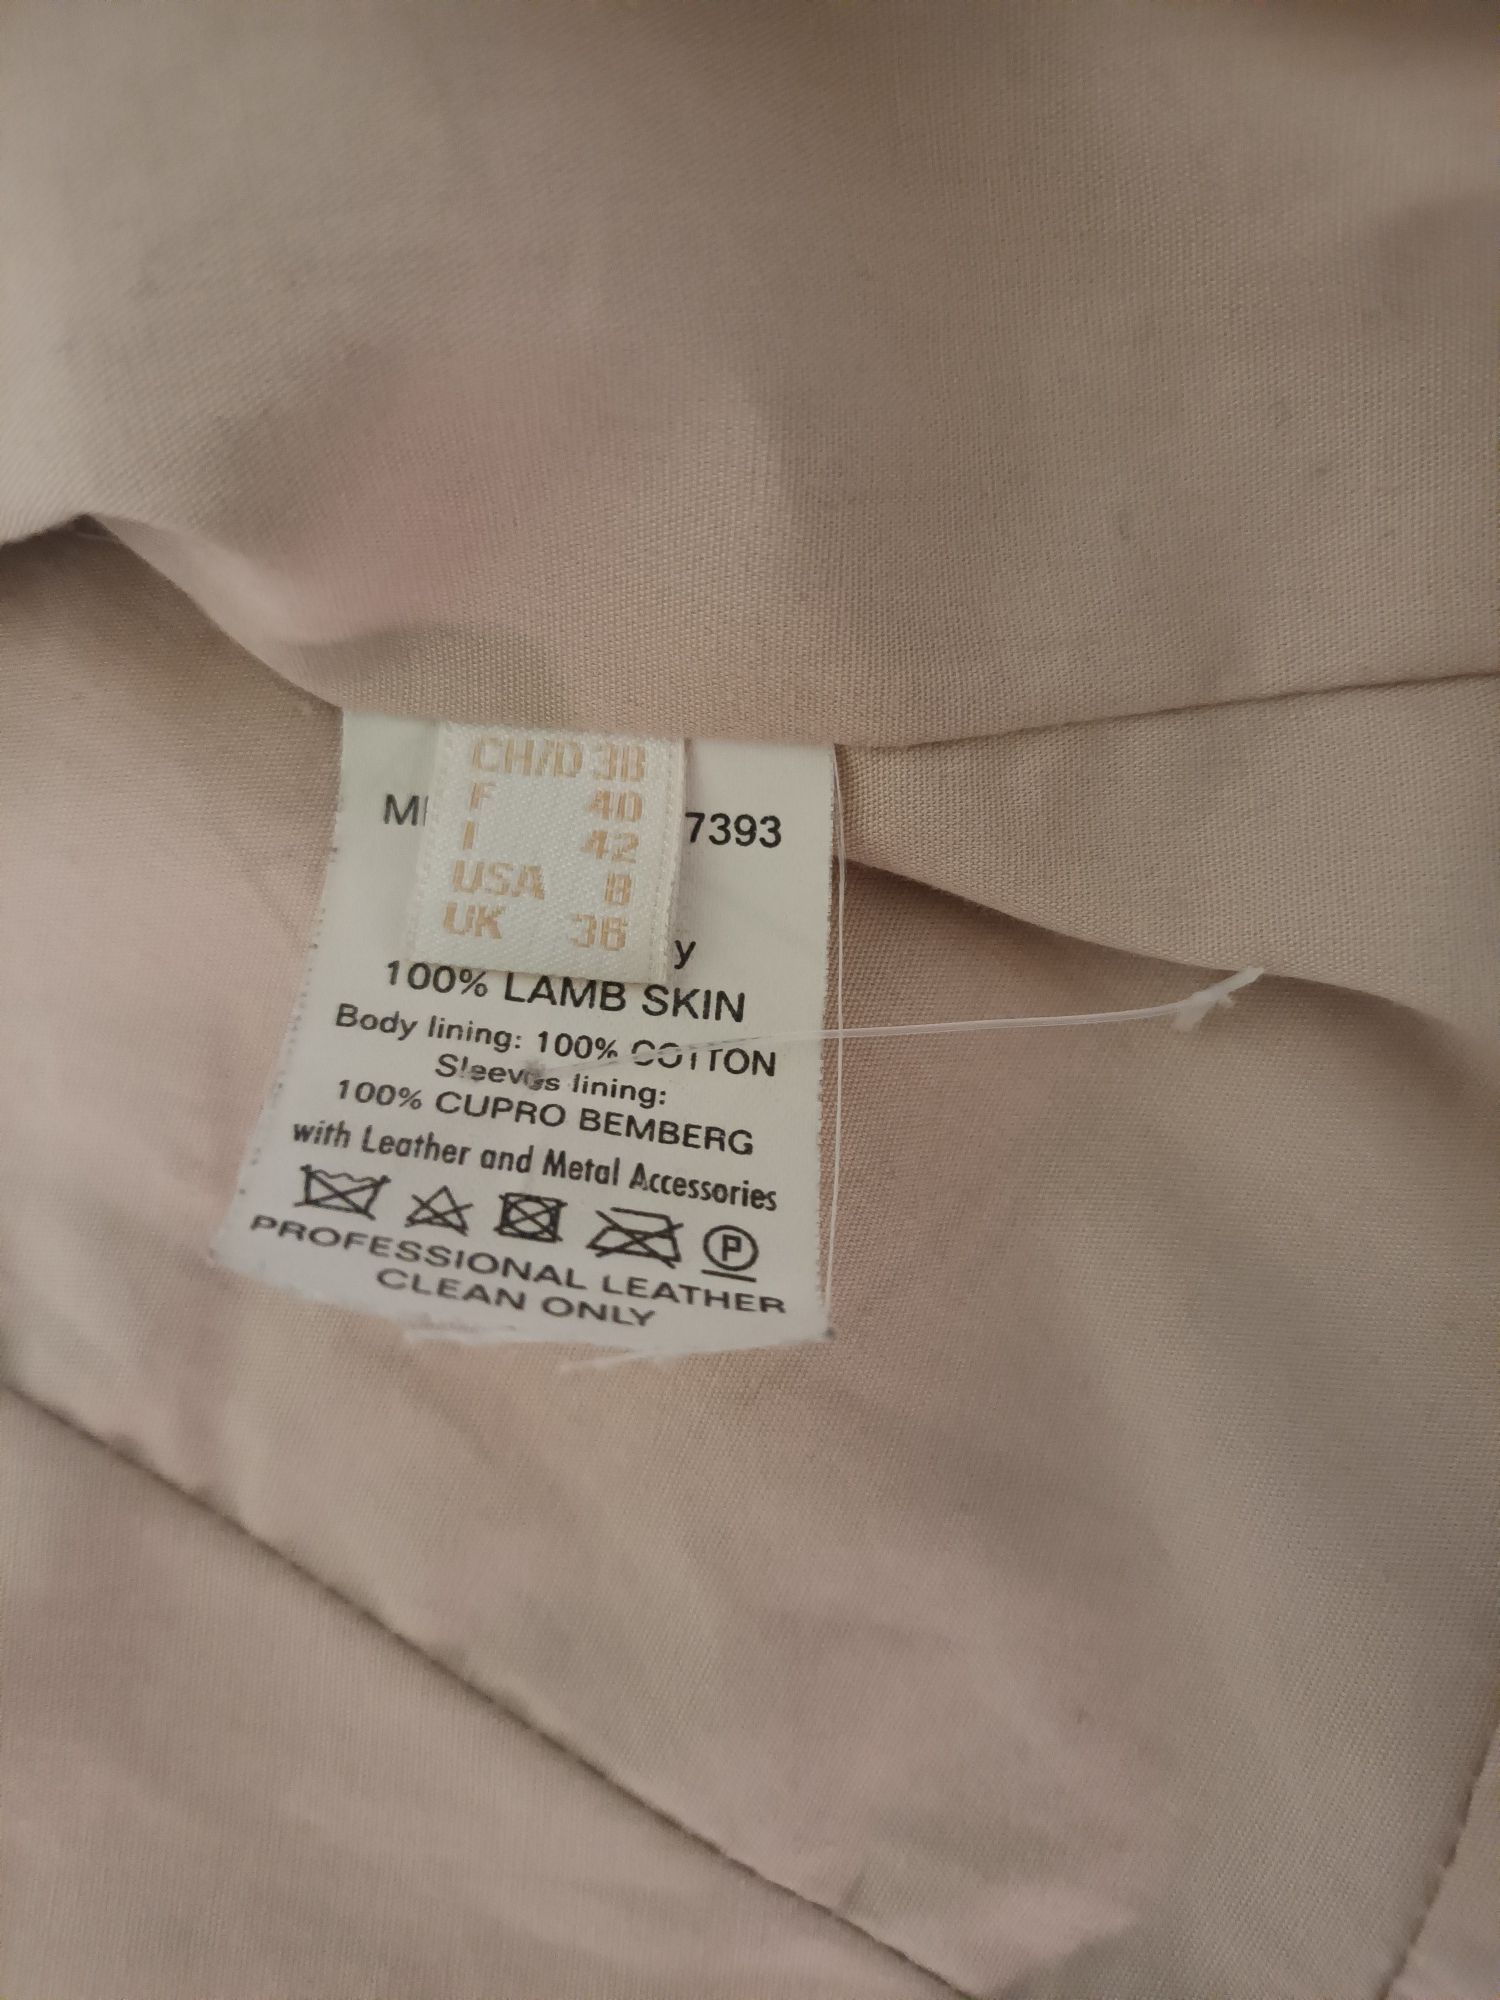 CH/D 38
F 40
I 42
USA 8
UK 36
7393
y
100% LAMB SKIN
Body lining: 100% COTTON
Sleeves lining:
100% CUPRO BEMBERG
with Leather and Metal Accessories
P
PROFESSIONAL LEATHER
CLEAN ONLY